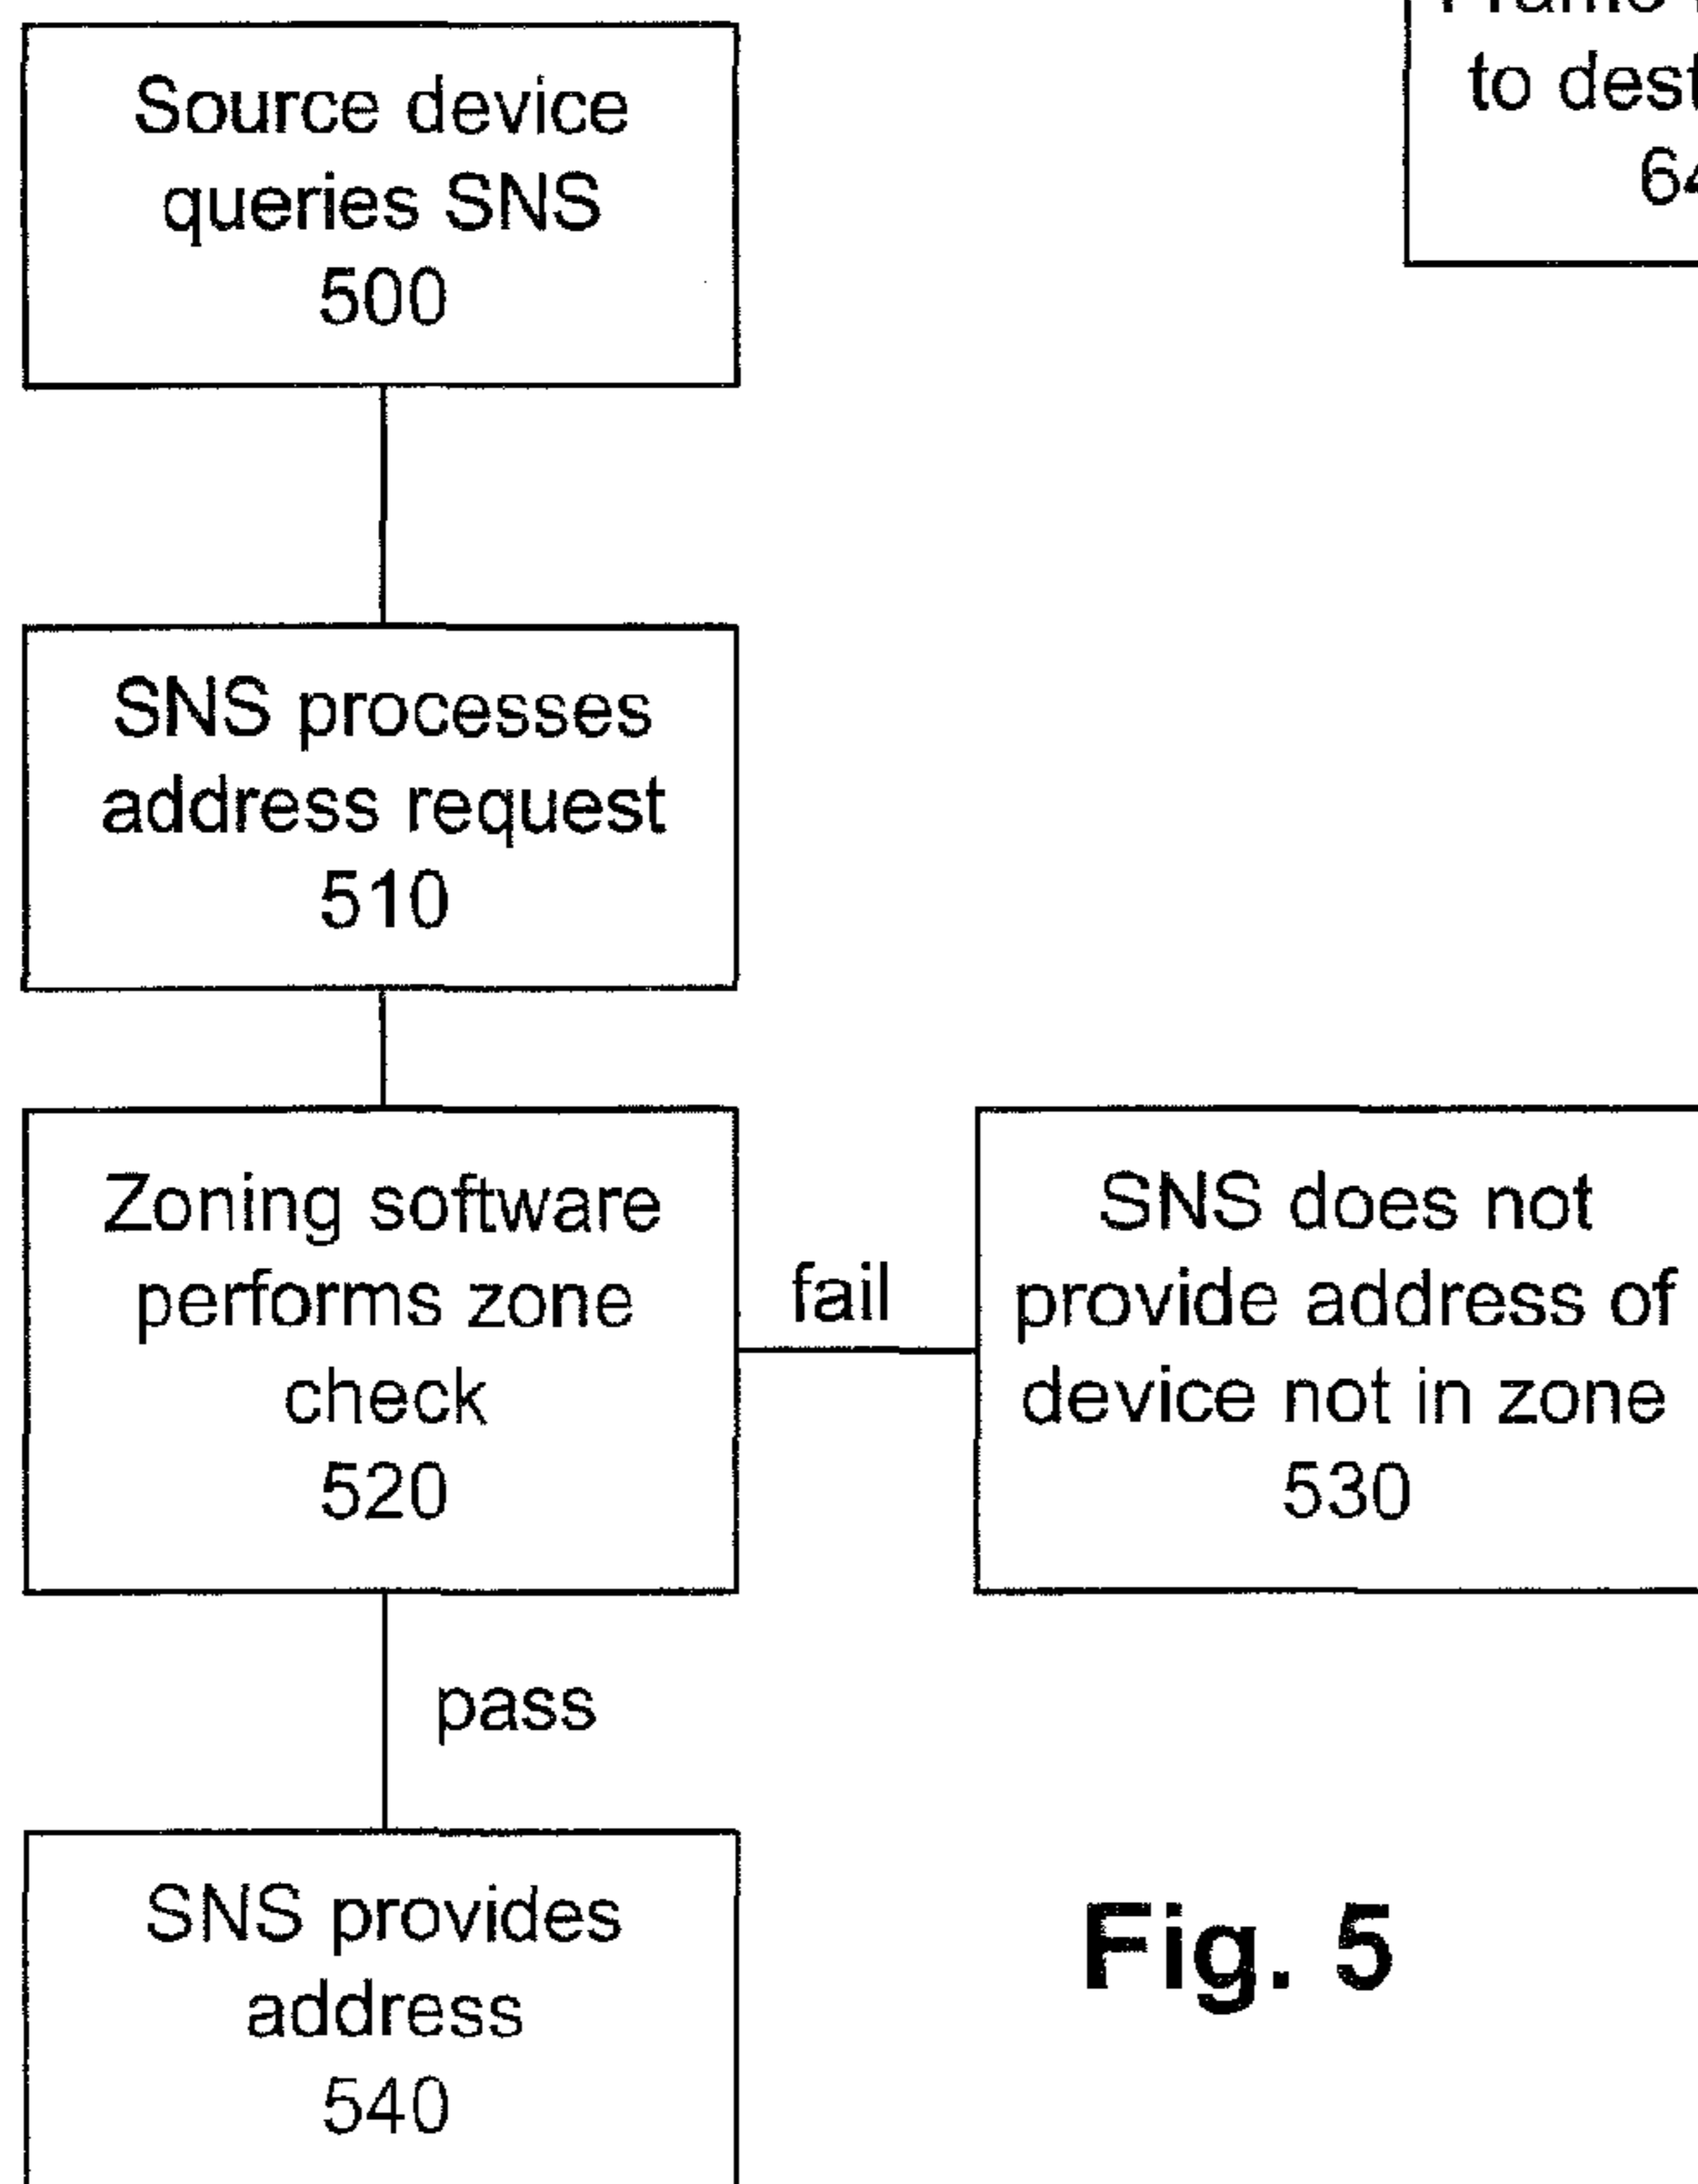 Source device
queries SNS
500
to
SNS processes
address request
510
Zoning software
performs zone
check
520
fail
SNS does not
provide address of
device not in zone
530
pass
SNS provides
address
540
Fig. 5